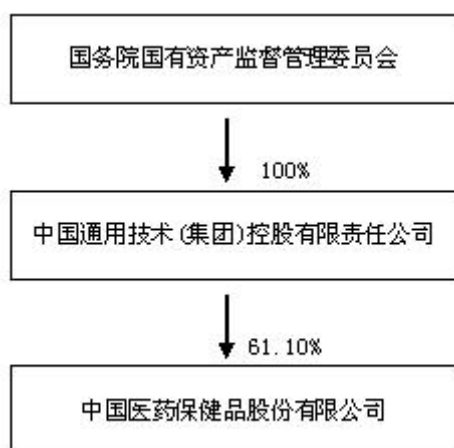 国务院国有资产监督管理委员会
100%
中国通用技术(集团)控股有限责任公司
61.10%
中国医药保健品股份有限公司